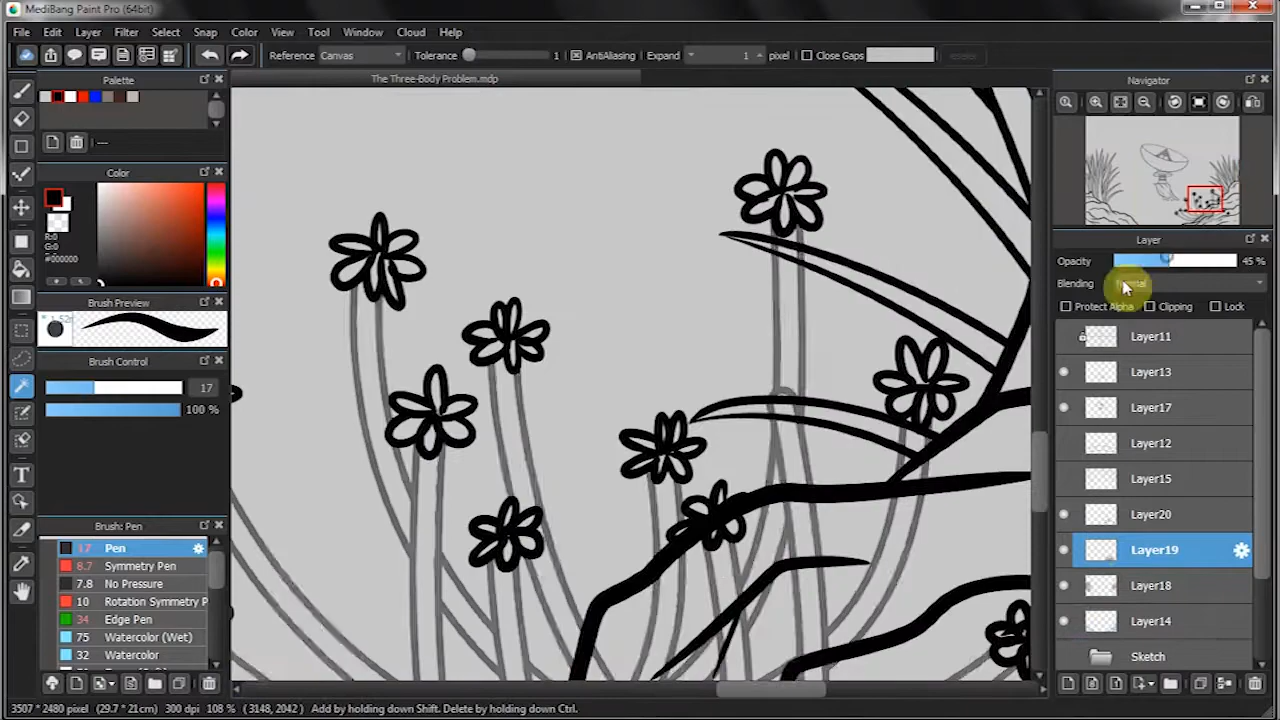 MediBang Paint Pro (64bit)
File Edit Layer Filter Select Snap Color View Tool Window Cloud Help
Reference Canvas Tolerance 1 AntiAliasing Expand 1 pixel Close Gaps
The Three-Body Problem.mdp
Palette
---
Color
R:0
G:0
B:0
#000000
Brush Preview
Brush Control
17
100 %
Brush: Pen
17 Pen
8.7 Symmetry Pen
7.8 No Pressure
10 Rotation Symmetry P
34 Edge Pen
75 Watercolor (Wet)
32 Watercolor
Navigator
Layer
Opacity 45 %
Blending Normal
Protect Alpha Clipping Lock
Layer11
Layer13
Layer17
Layer12
Layer15
Layer20
Layer19
Layer18
Layer14
Sketch
3507 * 2480 pixel (29.7 * 21cm) 300 dpi 108 % (3148, 2042) Add by holding down Shift. Delete by holding down Ctrl.